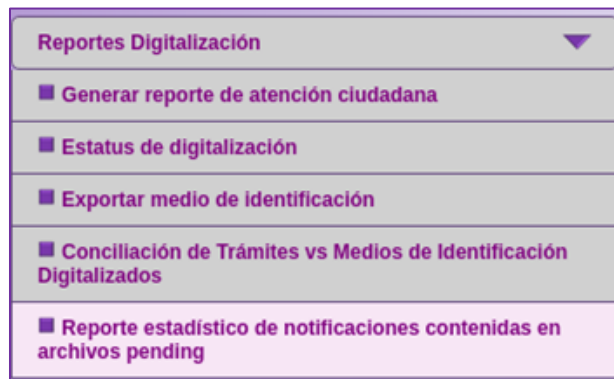 Reportes Digitalización
Generar reporte de atención ciudadana
Estatus de digitalización
Exportar medio de identificación
Conciliación de Trámites vs Medios de Identificación
Digitalizados
Reporte estadístico de notificaciones contenidas en
archivos pending